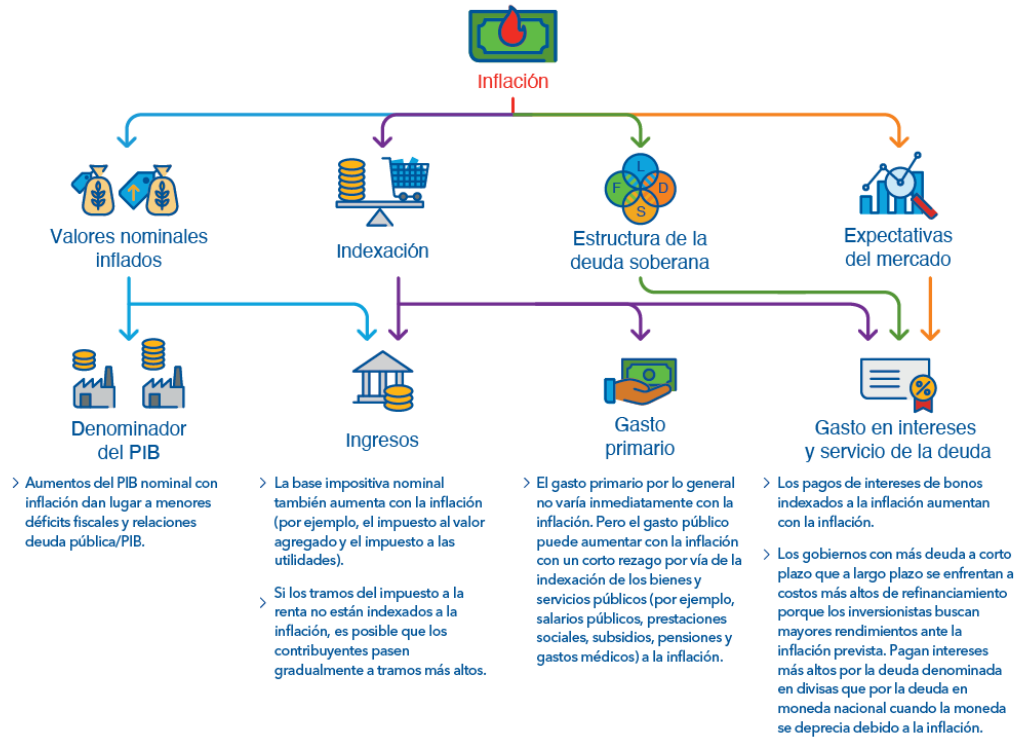 Inflación
Valores nominales
inflados
Indexación
L
F
D
S
Estructura de la
deuda soberana
Expectativas
del mercado
Denominador
del PIB
Ingresos
Gasto
primario
%
Gasto en intereses
y servicio de la deuda
> Aumentos del PIB nominal con
inflación dan lugar a menores
déficits fiscales y relaciones
deuda pública/PIB.
> La base impositiva nominal
también aumenta con la inflación
(por ejemplo, el impuesto al valor
agregado y el impuesto a las
utilidades).
> Si los tramos del impuesto a la
renta no están indexados a la
inflación, es posible que los
contribuyentes pasen
gradualmente a tramos más altos.
> El gasto primario por lo general
no varía inmediatamente con la
inflación. Pero el gasto público
puede aumentar con la inflación
con un corto rezago por vía de la
indexación de los bienes y
servicios públicos (por ejemplo,
salarios públicos, prestaciones
sociales, subsidios, pensiones y
gastos médicos) a la inflación.
> Los pagos de intereses de bonos
indexados a la inflación aumentan
con la inflación.
> Los gobiernos con más deuda a corto
plazo que a largo plazo se enfrentan a
costos más altos de refinanciamiento
porque los inversionistas buscan
mayores rendimientos ante la
inflación prevista. Pagan intereses
más altos por la deuda denominada
en divisas que por la deuda en
moneda nacional cuando la moneda
se deprecia debido a la inflación.